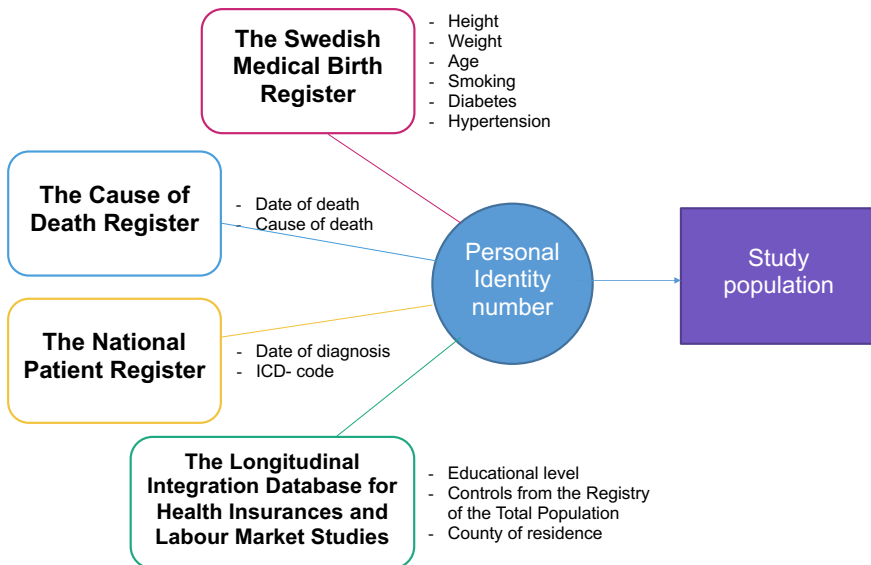 The Swedish
Medical Birth
Register
- Height
- Weight
- Age
- Smoking
- Diabetes
- Hypertension
The Cause of
Death Register
- Date of death
- Cause of death
Personal
Identity
number
Study
population
The National
Patient Register
- Date of diagnosis
- ICD- code
The Longitudinal
Integration Database for
Health Insurances and
Labour Market Studies
- Educational level
- Controls from the Registry
of the Total Population
- County of residence